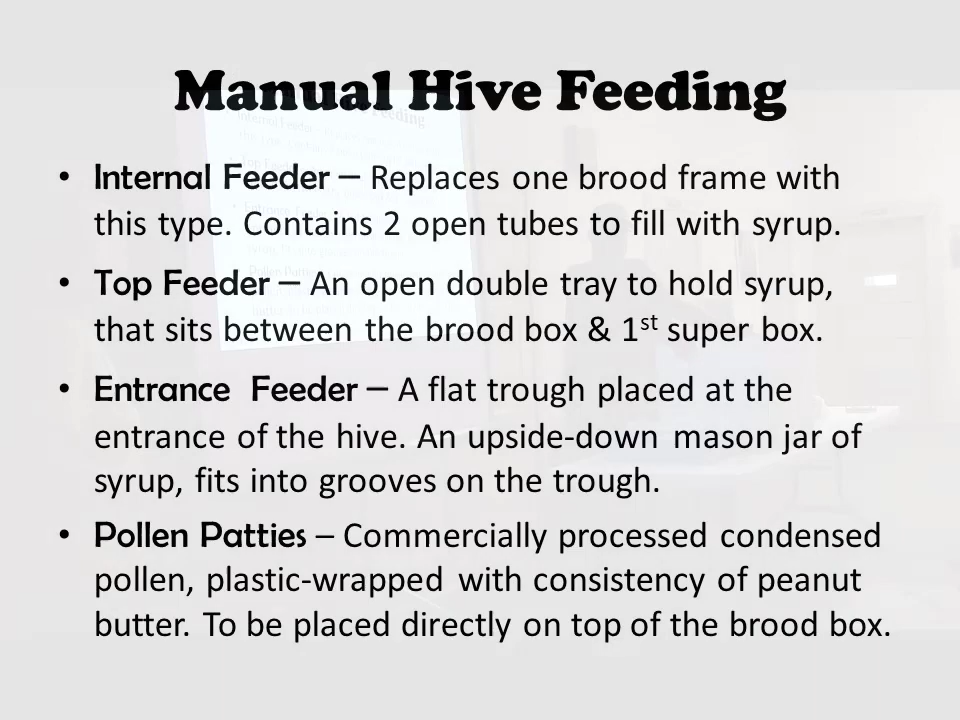 Manual Hive Feeding
• Internal Feeder – Replaces one brood frame with
this type. Contains 2 open tubes to fill with syrup.
• Top Feeder – An open double tray to hold syrup,
that sits between the brood box & 1st super box.
• Entrance Feeder – A flat trough placed at the
entrance of the hive. An upside-down mason jar of
syrup, fits into grooves on the trough.
• Pollen Patties – Commercially processed condensed
pollen, plastic-wrapped with consistency of peanut
butter. To be placed directly on top of the brood box.